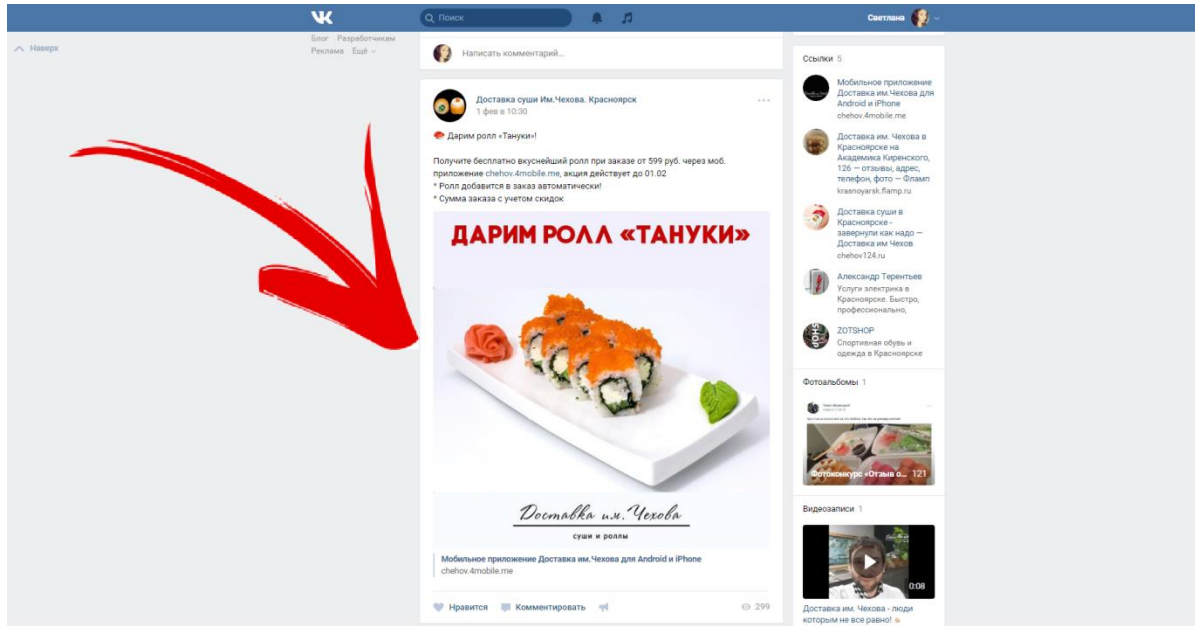 Поиск
Светлана
Наверх
Блог Разработчикам
Реклама Ещё
Написать комментарий...
Доставка суши Им.Чехова. Красноярск
1 фев в 10:30
Дарим ролл «Тануки»!
Получите бесплатно вкуснейший ролл при заказе от 599 руб. через моб.
приложение chehov.4mobile.me, акция действует до 01.02
* Ролл добавится в заказ автоматически!
* Сумма заказа с учетом скидок
ДАРИМ РОЛЛ «ТАНУКИ»
Доставка им. Чехова
суши и роллы
Мобильное приложение Доставка им.Чехова для Android и iPhone
chehov.4mobile.me
Нравится Комментировать 299
Ссылки 5
Мобильное приложение
Доставка им.Чехова для
Android и iPhone
chehov.4mobile.me
Доставка им. Чехова в
Красноярске на
Академика Киренского,
126 — отзывы, адрес,
телефон, фото — Фламп
krasnoyarsk.flamp.ru
Доставка суши в
Красноярске -
завернули как надо —
Доставка им Чехов
chehov124.ru
Александр Терентьев
Услуги электрика в
Красноярске. Быстро,
профессионально,
ZOTSHOP
Спортивная обувь и
одежда в Красноярске
Фотоальбомы 1
Фотоконкурс «Отзыв о... 121
Видеозаписи 1
0:08
Доставка им. Чехова - люди
которым не все равно!